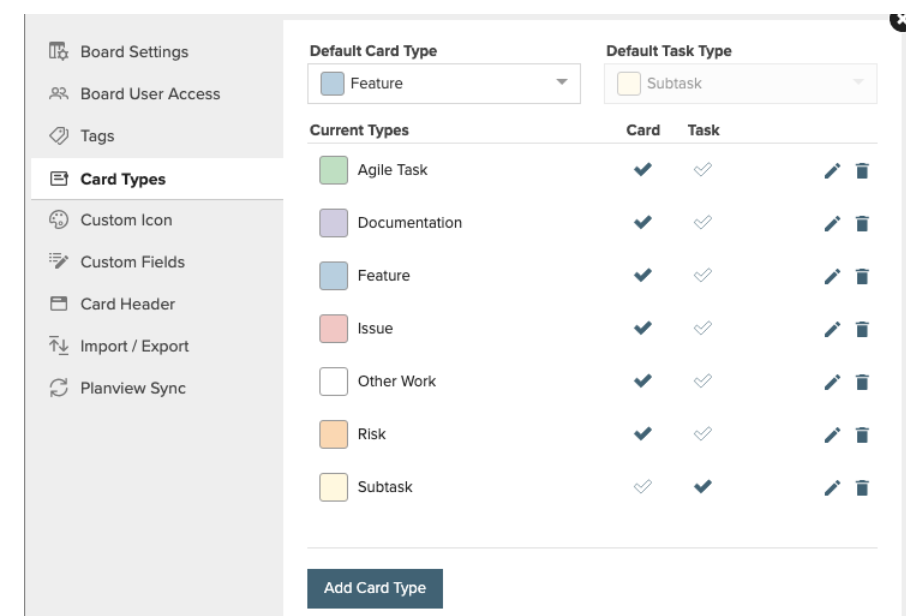 Board Settings
Board User Access
Tags
Card Types
Custom Icon
Custom Fields
Card Header
Import / Export
Planview Sync
Default Card Type
Default Task Type
Feature
Subtask
Current Types
Card
Task
Agile Task
Documentation
Feature
Issue
Other Work
Risk
Subtask
Add Card Type